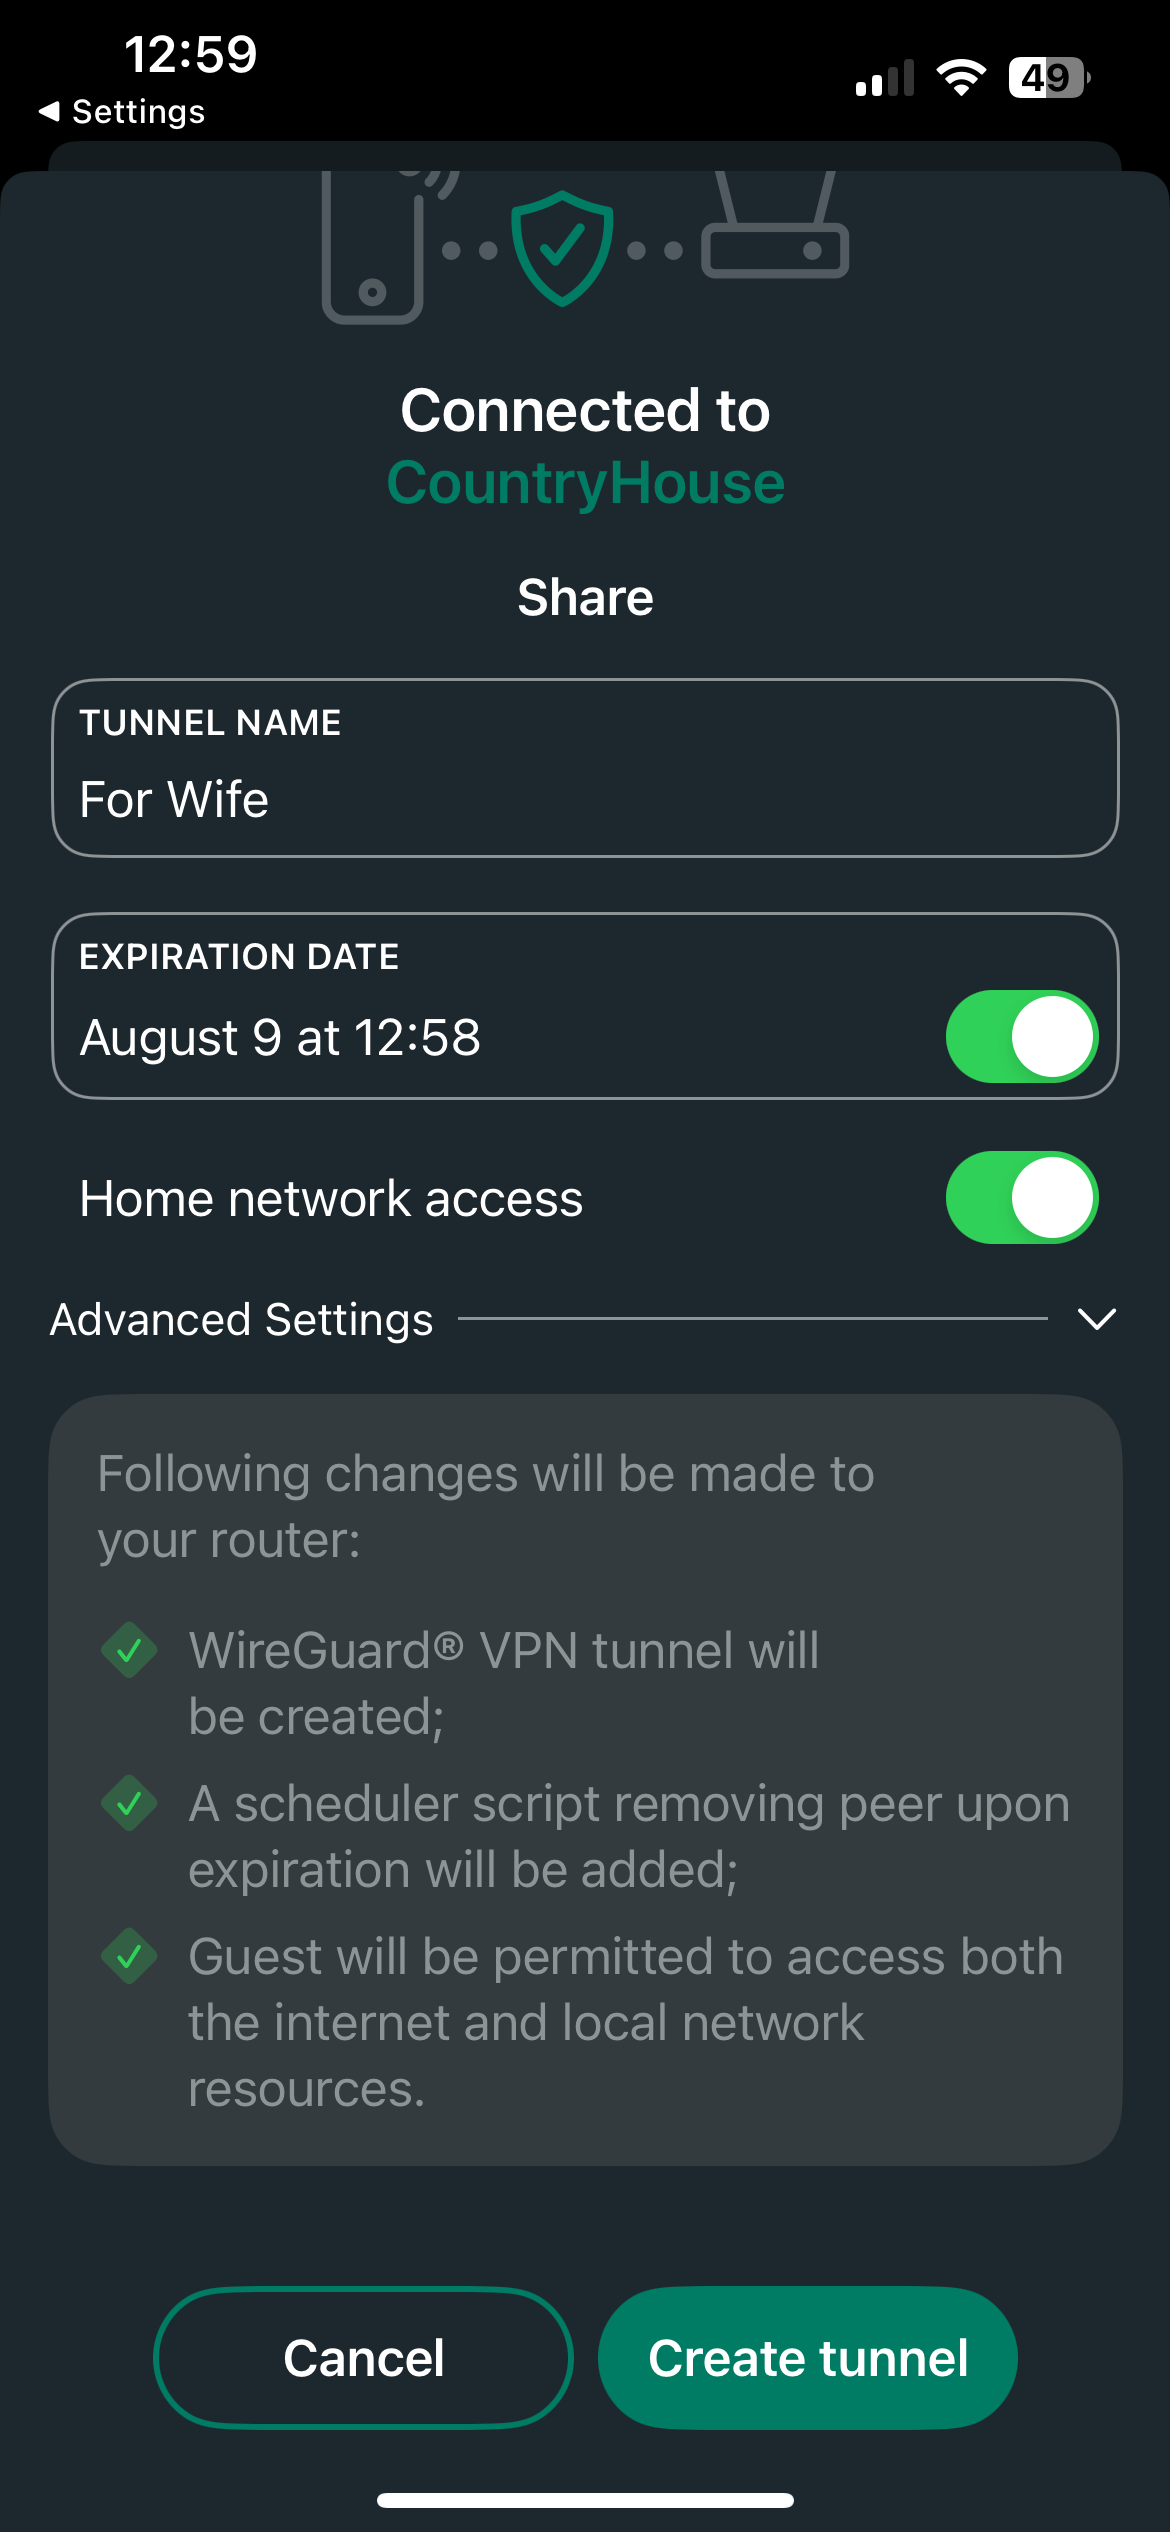 12:59
49
Settings
Connected to
CountryHouse
Share
TUNNEL NAME
For Wife
EXPIRATION DATE
August 9 at 12:58
Home network access
Advanced Settings
Following changes will be made to
your router:
WireGuard® VPN tunnel will
be created;
A scheduler script removing peer upon
expiration will be added;
Guest will be permitted to access both
the internet and local network
resources.
Cancel
Create tunnel